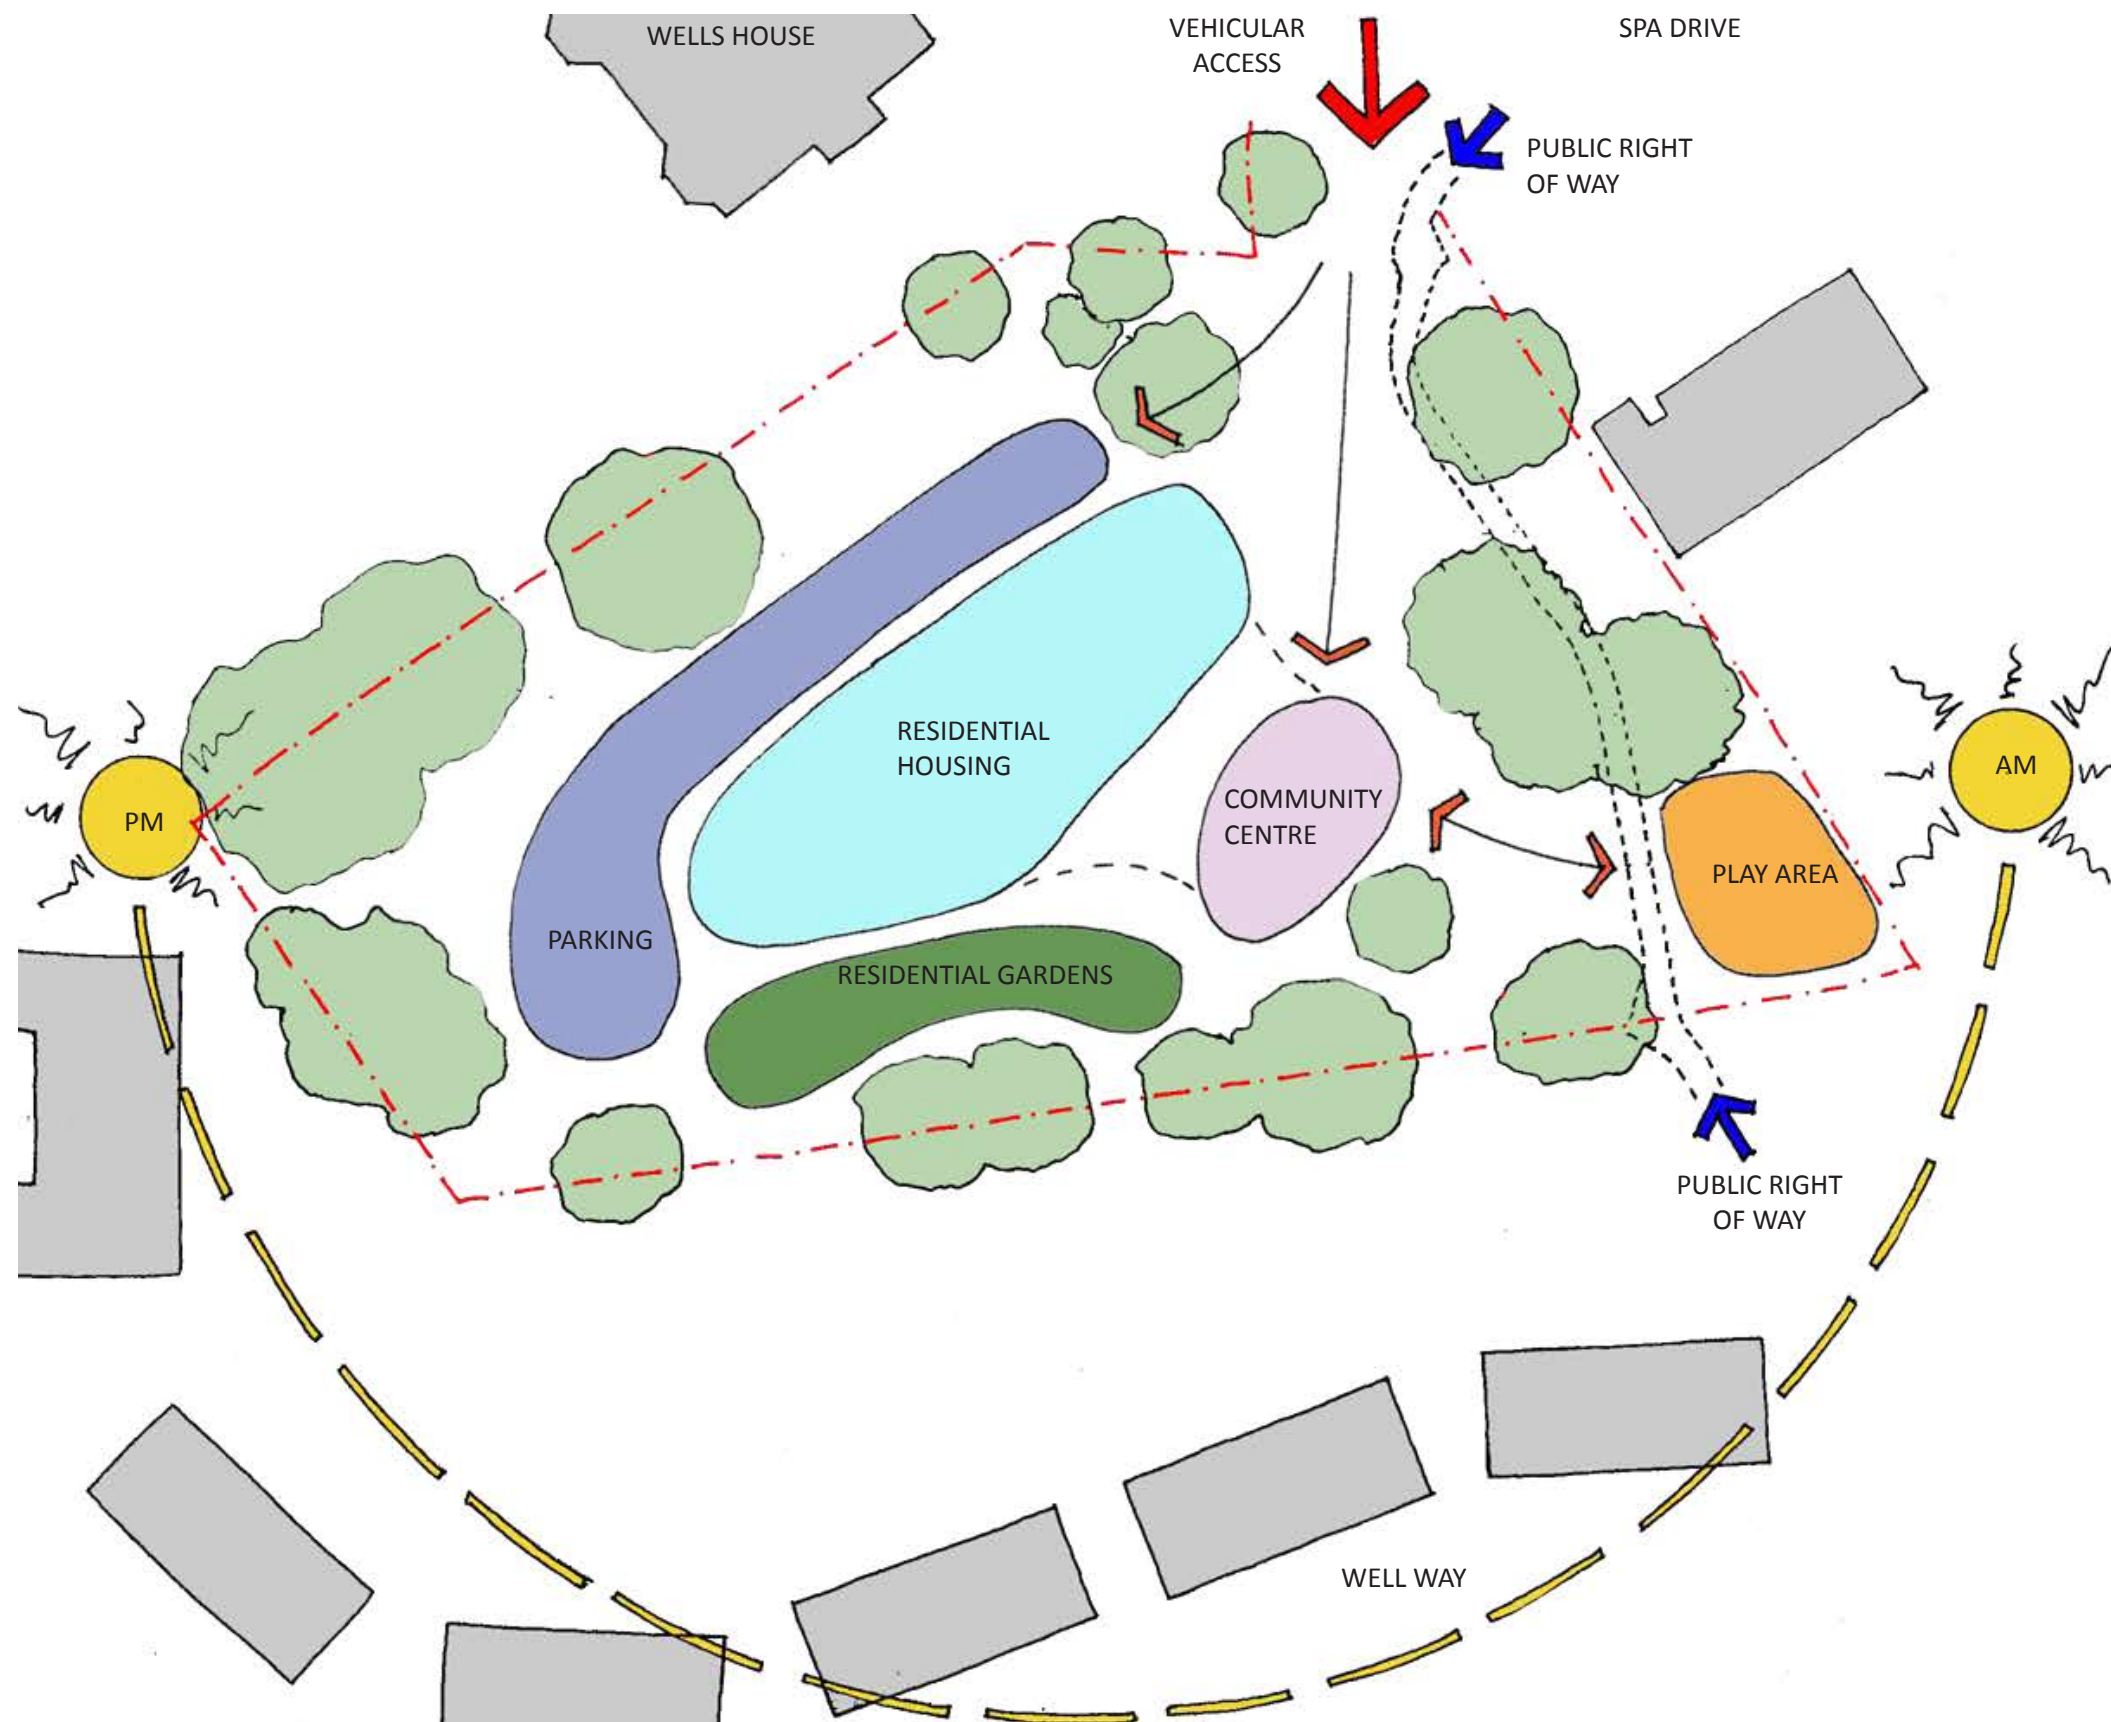 WELLS HOUSE
VEHICULAR
ACCESS
SPA DRIVE
PUBLIC RIGHT
OF WAY
RESIDENTIAL
HOUSING
COMMUNITY
CENTRE
PM
AM
PLAY AREA
PARKING
RESIDENTIAL GARDENS
PUBLIC RIGHT
OF WAY
WELL WAY